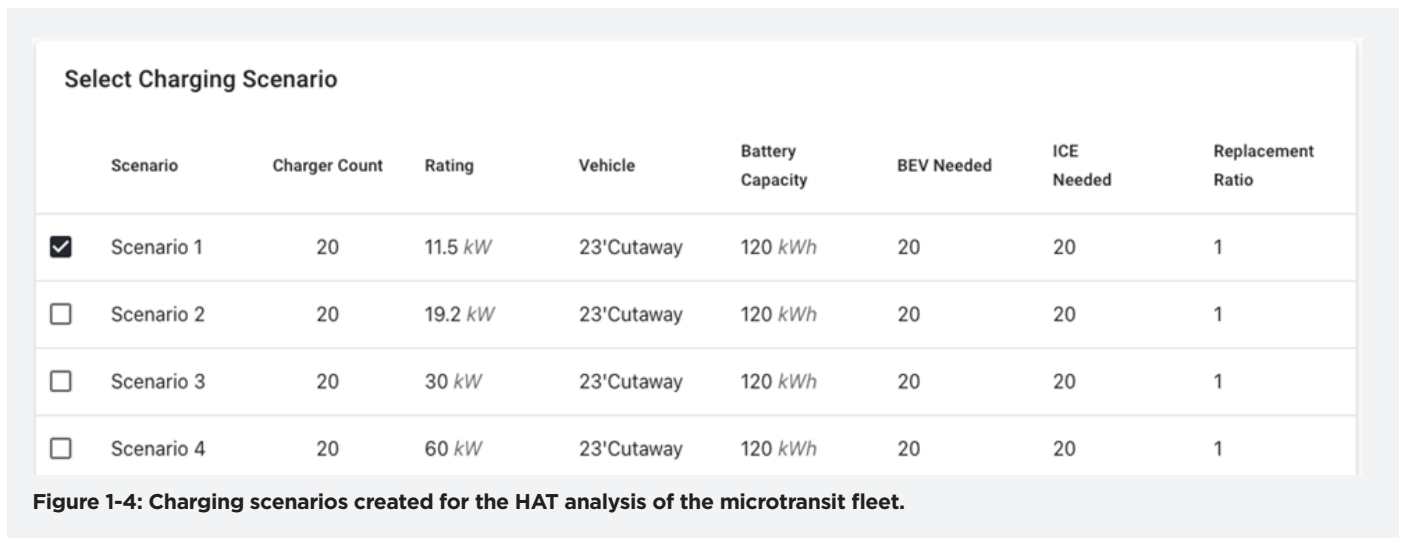 Select Charging Scenario
Scenario Charger Count Rating Vehicle Battery Capacity BEV Needed ICE Needed Replacement Ratio
Scenario 1 20 11.5 kW 23'Cutaway 120 kWh 20 20 1
Scenario 2 20 19.2 kW 23'Cutaway 120 kWh 20 20 1
Scenario 3 20 30 kW 23'Cutaway 120 kWh 20 20 1
Scenario 4 20 60 kW 23'Cutaway 120 kWh 20 20 1
Figure 1-4: Charging scenarios created for the HAT analysis of the microtransit fleet.